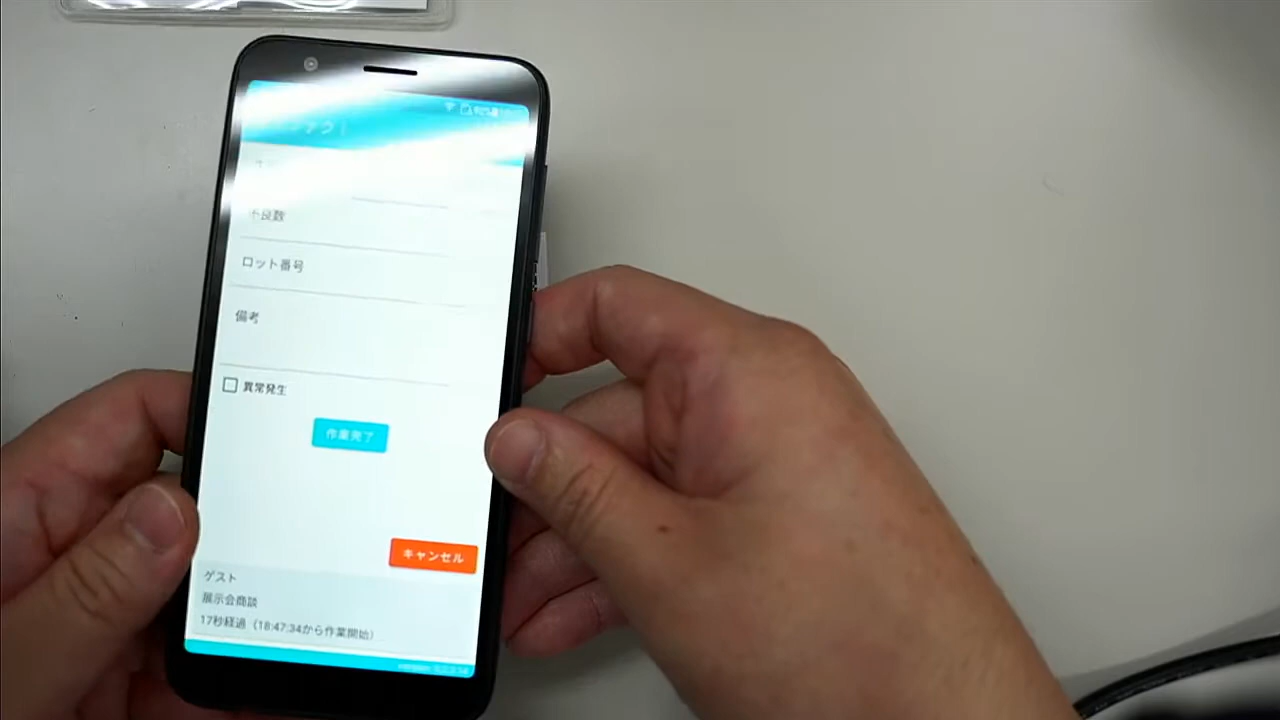 不良数
ロット番号
備考
異常発生
作業完了
キャンセル
ゲスト
展示会商談
17秒経過（18:47:34から作業開始）